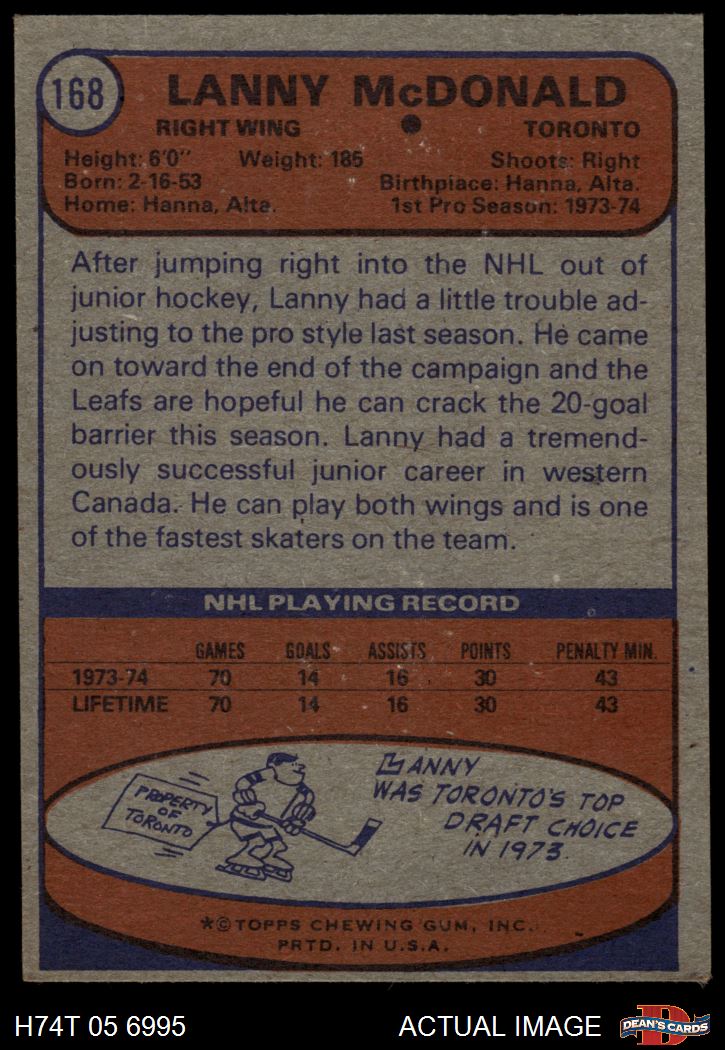 168 LANNY McDONALD
RIGHT WING TORONTO
Height: 6'0" Weight: 185 Shoots: Right
Born: 2-16-53 Birthplace: Hanna, Alta.
Home: Hanna, Alta. 1st Pro Season: 1973-74
After jumping right into the NHL out of
junior hockey, Lanny had a little trouble ad-
justing to the pro style last season. He came
on toward the end of the campaign and the
Leafs are hopeful he can crack the 20-goal
barrier this season. Lanny had a tremend-
ously successful junior career in western
Canada. He can play both wings and is one
of the fastest skaters on the team.
NHL PLAYING RECORD
GAMES GOALS ASSISTS POINTS PENALTY MIN.
1973-74 70 14 16 30 43
LIFETIME 70 14 16 30 43
PROPERTY
OF
TORONTO
LANNY
WAS TORONTO'S TOP
DRAFT CHOICE
IN 1973.
*©TOPPS CHEWING GUM, INC.
PRTD. IN U.S.A.
H74T 05 6995 ACTUAL IMAGE D DEAN'S CARDS